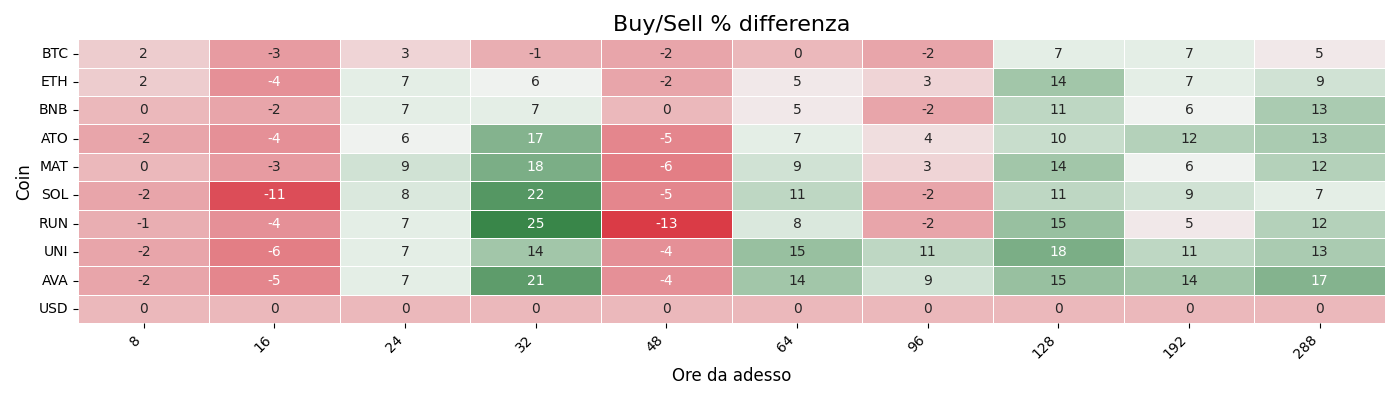 Buy/Sell % differenza
Coin
BTC 2 -3 3 -1 -2 0 -2 7 7 5
ETH 2 -4 7 6 -2 5 3 14 7 9
BNB 0 -2 7 7 0 5 -2 11 6 13
ATO -2 -4 6 17 -5 7 4 10 12 13
MAT 0 -3 9 18 -6 9 3 14 6 12
SOL -2 -11 8 22 -5 11 -2 11 9 7
RUN -1 -4 7 25 -13 8 -2 15 5 12
UNI -2 -6 7 14 -4 15 11 18 11 13
AVA -2 -5 7 21 -4 14 9 15 14 17
USD 0 0 0 0 0 0 0 0 0 0
8 16 24 32 48 64 96 128 192 288
Ore da adesso